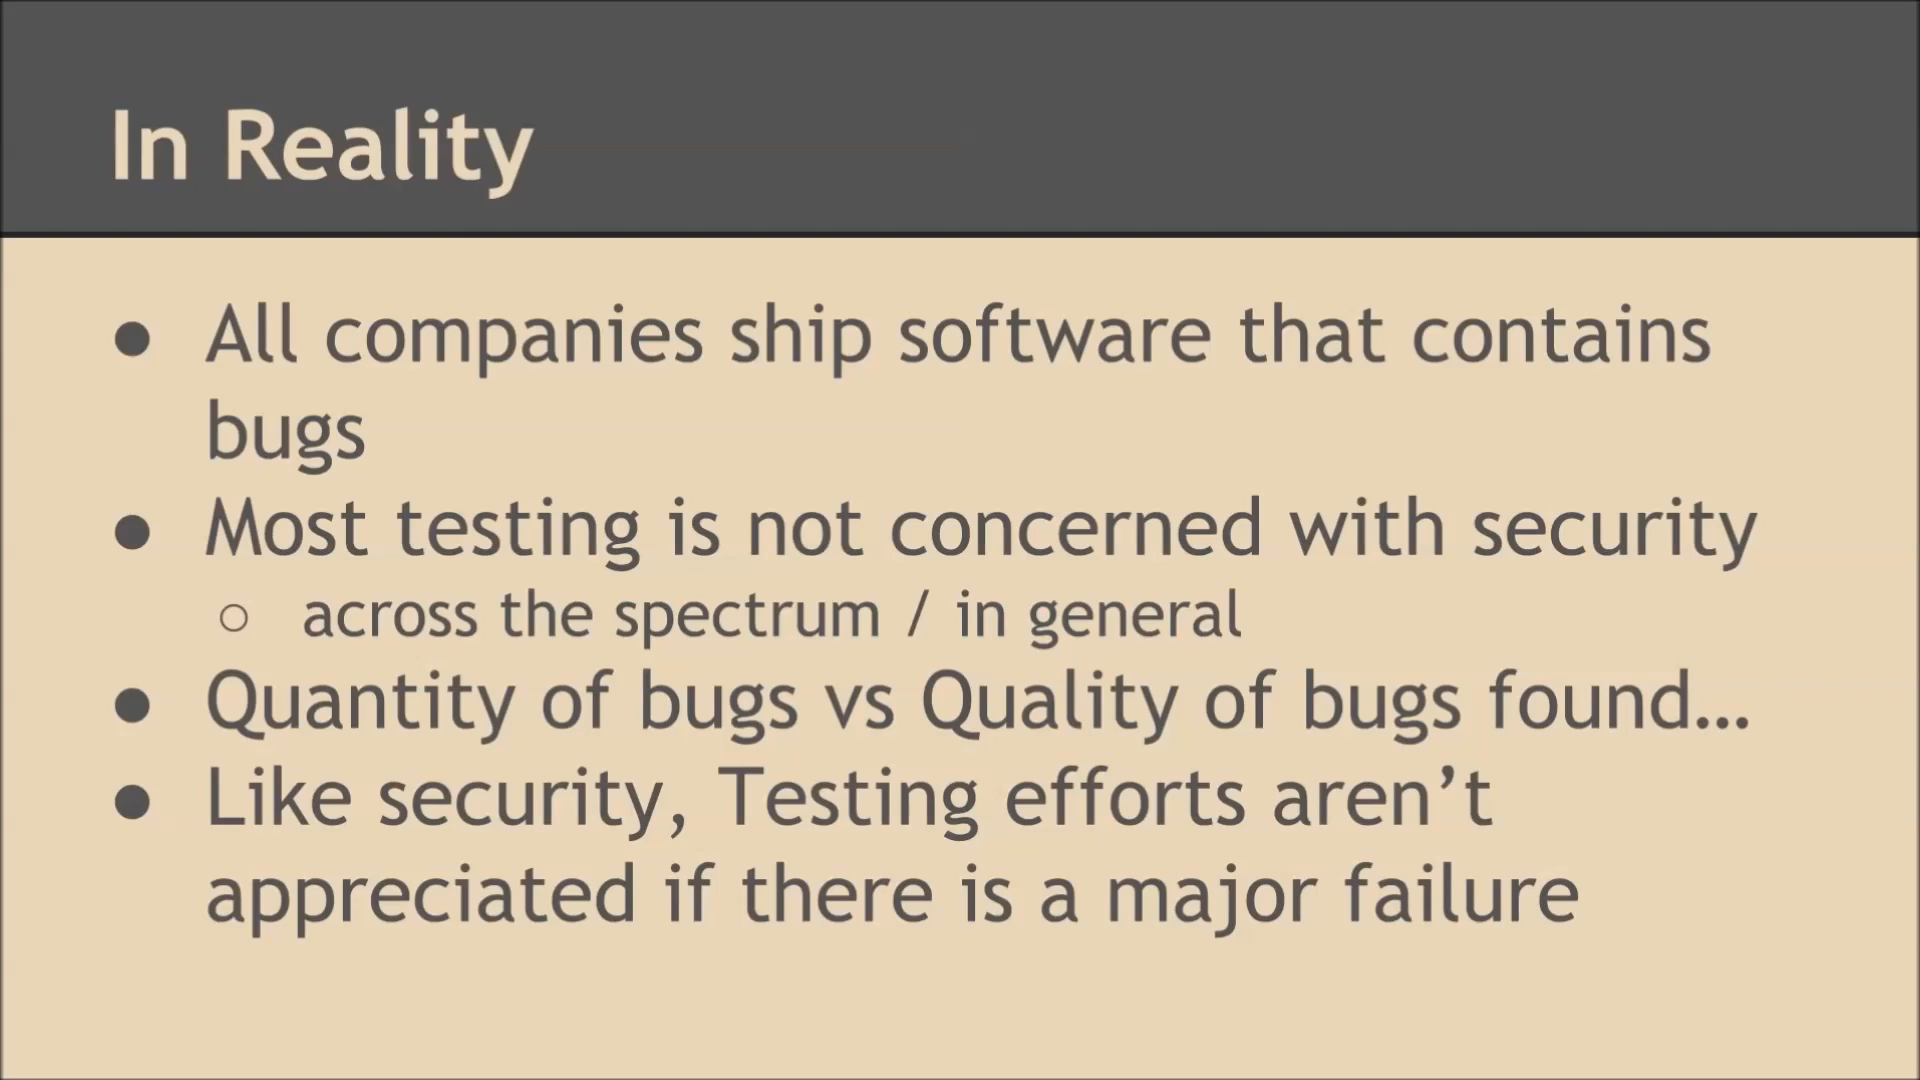 In Reality
● All companies ship software that contains
bugs
● Most testing is not concerned with security
○ across the spectrum / in general
● Quantity of bugs vs Quality of bugs found...
● Like security, Testing efforts aren’t
appreciated if there is a major failure